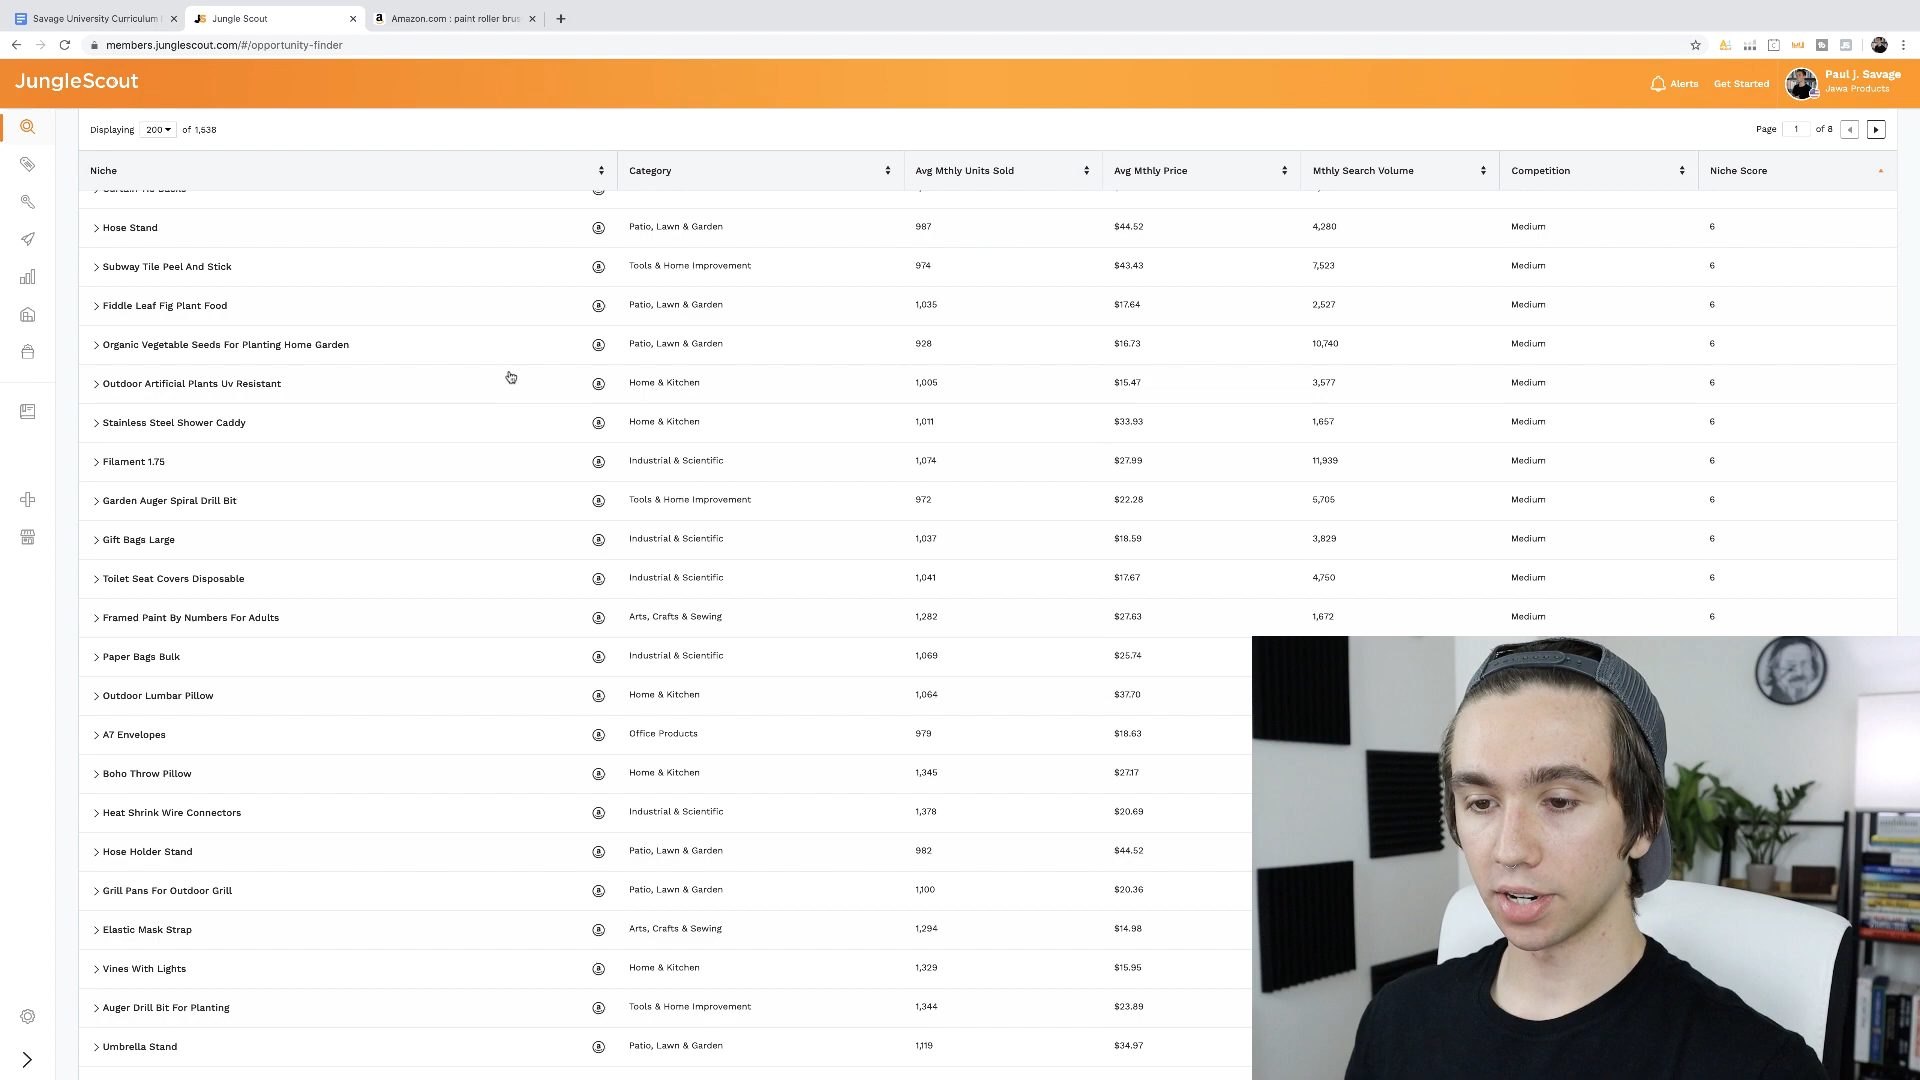 Savage University Curriculum
Jungle Scout
Amazon.com : paint roller brus
members.junglescout.com/#/opportunity-finder
JungleScout
Alerts
Get Started
Paul J. Savage
Jawa Products
Displaying 200 of 1,538
Page 1 of 8
Niche Category Avg Mthly Units Sold Avg Mthly Price Mthly Search Volume Competition Niche Score
Hose Stand Patio, Lawn & Garden 987 $44.52 4,280 Medium 6
Subway Tile Peel And Stick Tools & Home Improvement 974 $43.43 7,523 Medium 6
Fiddle Leaf Fig Plant Food Patio, Lawn & Garden 1,035 $17.64 2,527 Medium 6
Organic Vegetable Seeds For Planting Home Garden Patio, Lawn & Garden 928 $16.73 10,740 Medium 6
Outdoor Artificial Plants Uv Resistant Home & Kitchen 1,005 $15.47 3,577 Medium 6
Stainless Steel Shower Caddy Home & Kitchen 1,011 $33.93 1,657 Medium 6
Filament 1.75 Industrial & Scientific 1,074 $27.99 11,939 Medium 6
Garden Auger Spiral Drill Bit Tools & Home Improvement 972 $22.28 5,705 Medium 6
Gift Bags Large Industrial & Scientific 1,037 $18.59 3,829 Medium 6
Toilet Seat Covers Disposable Industrial & Scientific 1,041 $17.67 4,750 Medium 6
Framed Paint By Numbers For Adults Arts, Crafts & Sewing 1,282 $27.63 1,672 Medium 6
Paper Bags Bulk Industrial & Scientific 1,069 $25.74
Outdoor Lumbar Pillow Home & Kitchen 1,064 $37.70
A7 Envelopes Office Products 979 $18.63
Boho Throw Pillow Home & Kitchen 1,345 $27.17
Heat Shrink Wire Connectors Industrial & Scientific 1,378 $20.69
Hose Holder Stand Patio, Lawn & Garden 982 $44.52
Grill Pans For Outdoor Grill Patio, Lawn & Garden 1,100 $20.36
Elastic Mask Strap Arts, Crafts & Sewing 1,294 $14.98
Vines With Lights Home & Kitchen 1,329 $15.95
Auger Drill Bit For Planting Tools & Home Improvement 1,344 $23.89
Umbrella Stand Patio, Lawn & Garden 1,119 $34.97